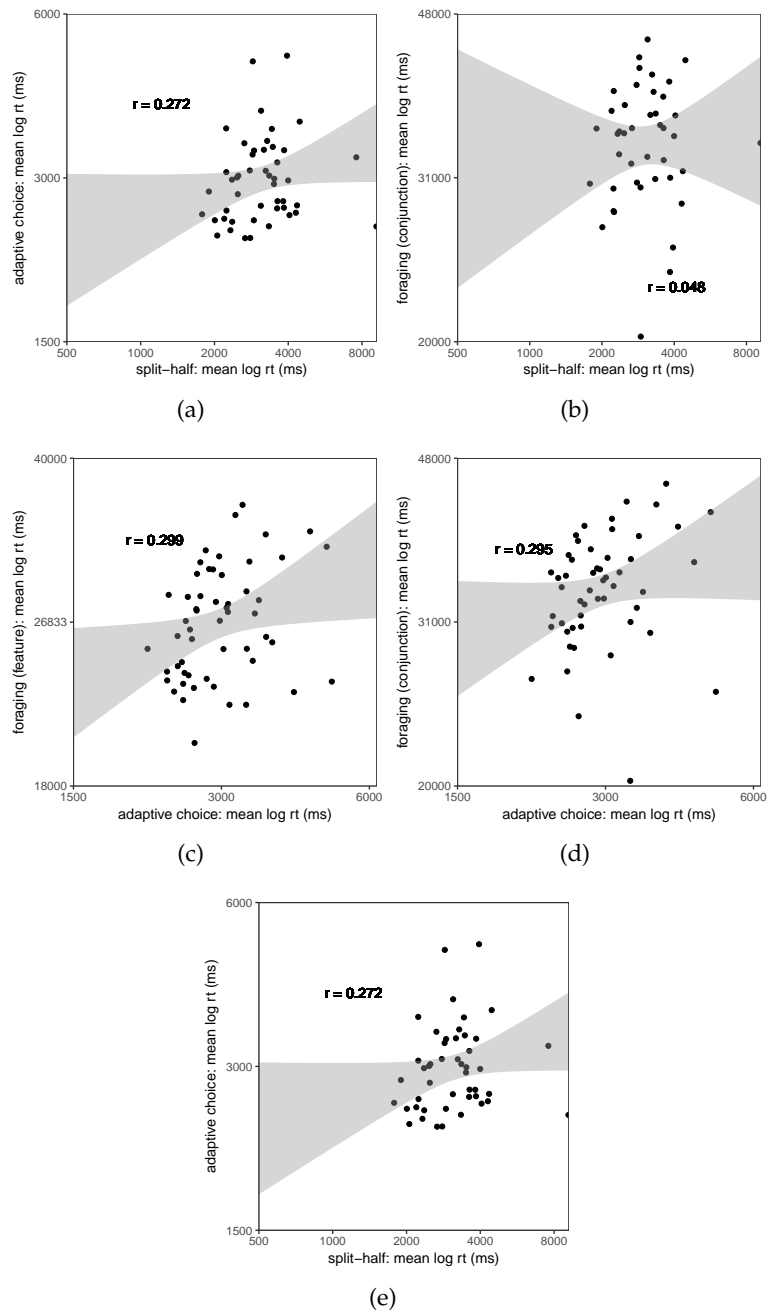 6000
3000
1500
adaptive choice: mean log rt (ms)
r = 0.272
500 1000 2000 4000 8000
split−half: mean log rt (ms)
(a)
48000
31000
20000
foraging (conjunction): mean log rt (ms)
r = 0.048
500 1000 2000 4000 8000
split−half: mean log rt (ms)
(b)
40000
26833
18000
foraging (feature): mean log rt (ms)
r = 0.299
1500 3000 6000
adaptive choice: mean log rt (ms)
(c)
48000
31000
20000
foraging (conjunction): mean log rt (ms)
r = 0.295
1500 3000 6000
adaptive choice: mean log rt (ms)
(d)
6000
3000
1500
adaptive choice: mean log rt (ms)
r = 0.272
500 1000 2000 4000 8000
split−half: mean log rt (ms)
(e)